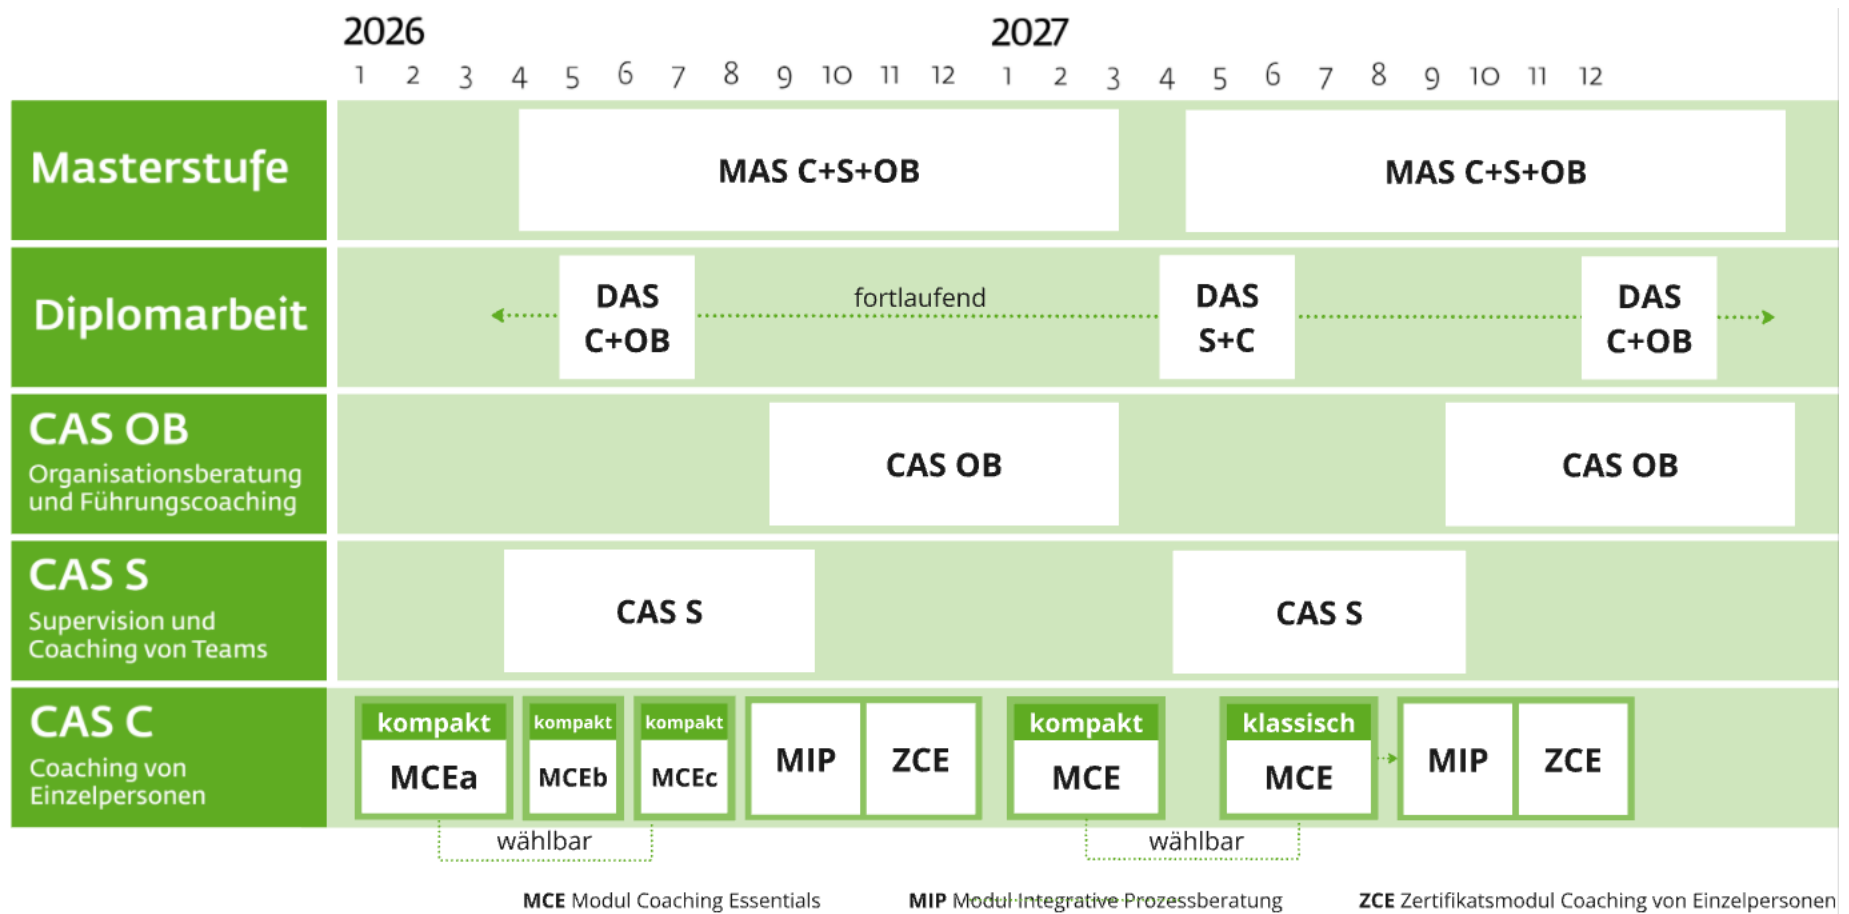 2026 2027
1 2 3 4 5 6 7 8 9 10 11 12 1 2 3 4 5 6 7 8 9 10 11 12
Masterstufe
MAS C+S+OB
MAS C+S+OB
Diplomarbeit
DAS
C+OB
fortlaufend
DAS
S+C
DAS
C+OB
CAS OB
Organisationsberatung
und Führungscoaching
CAS OB
CAS OB
CAS S
Supervision und
Coaching von Teams
CAS S
CAS S
CAS C
Coaching von
Einzelpersonen
kompakt
MCEa
kompakt
MCEb
kompakt
MCEc
MIP
ZCE
kompakt
MCE
klassisch
MCE
MIP
ZCE
wählbar
wählbar
MCE Modul Coaching Essentials
MIP Modul Integrative Prozessberatung
ZCE Zertifikatsmodul Coaching von Einzelpersonen